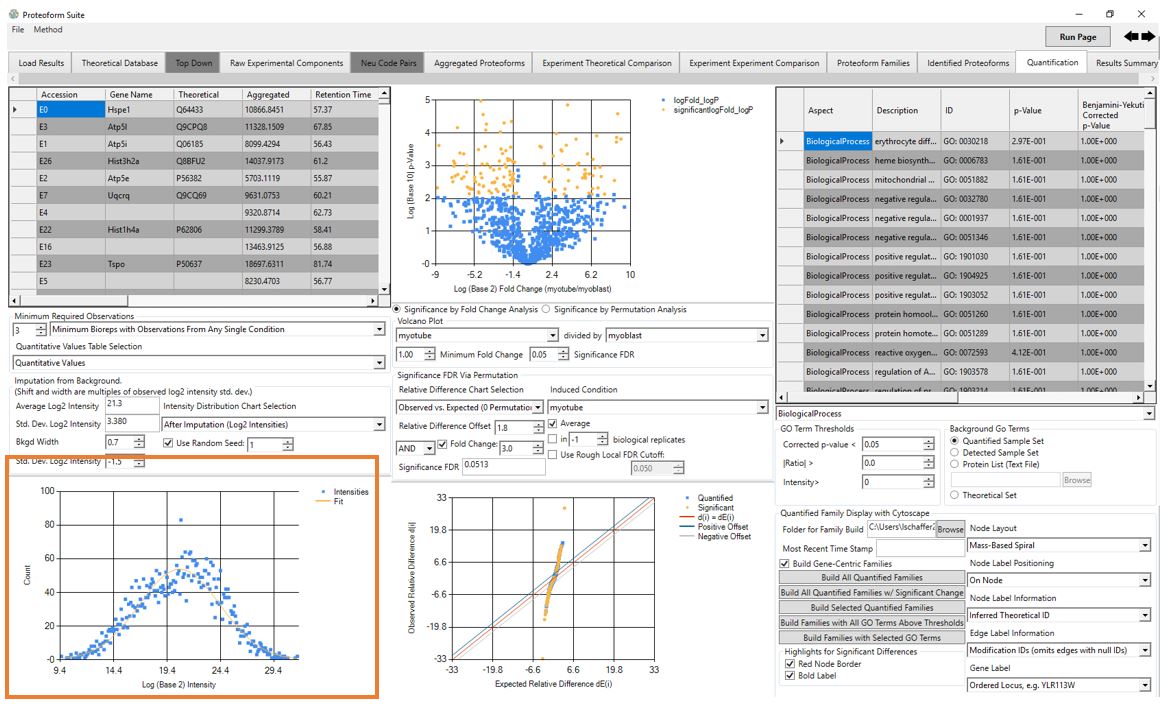 Proteoform Suite
File Method
Run Page
Load Results Theoretical Database Top Down Raw Experimental Components Neu Code Pairs Aggregated Proteoforms Experiment Theoretical Comparison Experiment Experiment Comparison Proteoform Families Identified Proteoforms Quantification Results Summary
Accession Gene Name Theoretical Aggregated Retention Time
E0 Hspe1 Q64433 10866.8451 57.37
E3 Atp5l Q9CPQ8 11328.1509 67.85
E1 Atp5i Q06185 8099.4294 56.43
E26 Hist3h2a Q8BFU2 14037.9173 61.2
E2 Atp5e P56382 5703.1119 55.87
E7 Uqcrq Q9CQ69 9631.0753 60.21
E4 9320.8714 62.73
E22 Hist1h4a P62806 11299.3789 58.41
E16 13463.9125 56.88
E23 Tspo P50637 18697.6311 81.74
E5 8230.4703 56.77
Minimum Required Observations
3 Minimum Bioreps with Observations From Any Single Condition
Quantitative Values Table Selection
Quantitative Values
Imputation from Background.
(Shift and width are multiples of observed log2 intensity std. dev.)
Average Log2 Intensity 21.3 Intensity Distribution Chart Selection
Std. Dev. Log2 Intensity 3.380 After Imputation (Log2 Intensities)
Bkgd Width 0.7 Use Random Seed: 1
Std. Dev. Log2 Intensity -1.5
100
80
60
40
20
-0
Count
9.4 14.4 19.4 24.4 29.4
Log (Base 2) Intensity
Intensities
Fit
5
4
3
2
1
-0
Log (Base 10) p-Value
-9 -5.2 -1.4 2.4 6.2 10
Log (Base 2) Fold Change (myotube/myoblast)
logFold_logP
significantlogFold_logP
Significance by Fold Change Analysis Significance by Permutation Analysis
Volcano Plot
myotube divided by myoblast
1.00 Minimum Fold Change 0.05 Significance FDR
Significance FDR Via Permutation
Relative Difference Chart Selection Induced Condition
Observed vs. Expected (0 Permutation myotube
Relative Difference Offset 1.8 Average
AND Fold Change: 3.0 in -1 biological replicates
Significance FDR 0.0513 Use Rough Local FDR Cutoff:
0.050
33
19.8
6.6
-6.6
-19.8
-33
Observed Relative Difference d(i)
-33 -19.8 -6.6 6.6 19.8 33
Expected Relative Difference dE(i)
Quantified
Significant
d(i) = dE(i)
Positive Offset
Negative Offset
Aspect Description ID p-Value Benjamini-Yekuti
Corrected
p-Value
BiologicalProcess erythrocyte diff... GO: 0030218 2.97E-001 1.00E+000
BiologicalProcess heme biosynth... GO: 0006783 1.61E-001 1.00E+000
BiologicalProcess mitochondrial ... GO: 0051882 1.61E-001 1.00E+000
BiologicalProcess negative regula... GO: 0032780 1.61E-001 1.00E+000
BiologicalProcess negative regula... GO: 0001937 1.61E-001 1.00E+000
BiologicalProcess negative regula... GO: 0051346 1.61E-001 1.00E+000
BiologicalProcess positive regulat... GO: 1901030 1.61E-001 1.00E+000
BiologicalProcess positive regulat... GO: 1904925 1.61E-001 1.00E+000
BiologicalProcess positive regulat... GO: 1903052 1.61E-001 1.00E+000
BiologicalProcess protein homool... GO: 0051260 1.61E-001 1.00E+000
BiologicalProcess protein homote... GO: 0051289 1.61E-001 1.00E+000
BiologicalProcess reactive oxygen... GO: 0072593 4.12E-001 1.00E+000
BiologicalProcess regulation of A... GO: 1903578 1.61E-001 1.00E+000
BiologicalProcess regulation of pr... GO: 1903214 1.61E-001 1.00E+000
BiologicalProcess
GO Term Thresholds Background Go Terms
Corrected p-value < 0.05 Quantified Sample Set
Detected Sample Set
|Ratio| > 0.0 Protein List (Text File)
Intensity> 0 Browse
Theoretical Set
Quantified Family Display with Cytoscape
Folder for Family Build C:\Users\lschaffer2 Browse Node Layout
Most Recent Time Stamp Mass-Based Spiral
Build Gene-Centric Families Node Label Positioning
Build All Quantified Families On Node
Build All Quantified Families w/ Significant Change Node Label Information
Build Selected Quantified Families Inferred Theoretical ID
Build Families with All GO Terms Above Thresholds Edge Label Information
Build Families with Selected GO Terms Modification IDs (omits edges with null IDs)
Highlights for Significant Differences Gene Label
Red Node Border
Bold Label Ordered Locus, e.g. YLR113W